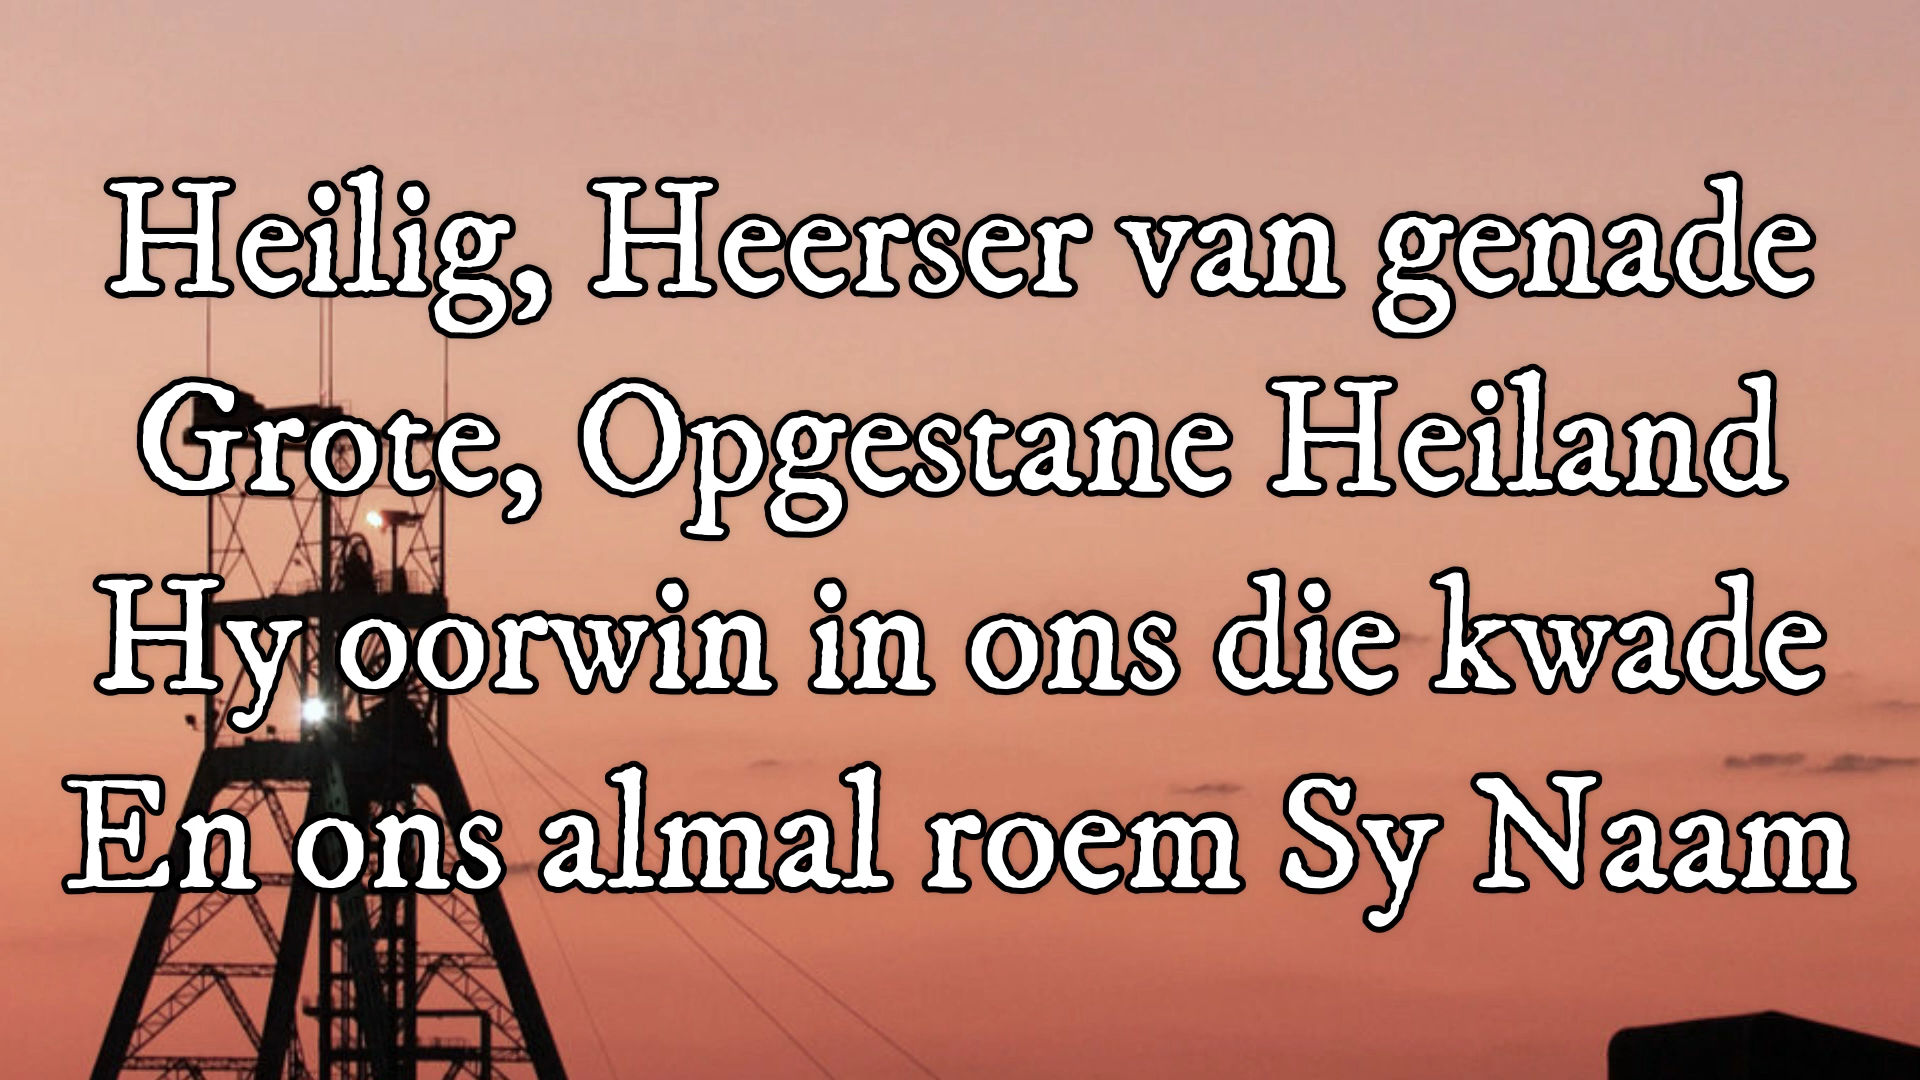 Heilig, Heerser van genade
Grote, Opgestane Heiland
Hy oorwin in ons die kwade
En ons almal roem Sy Naam